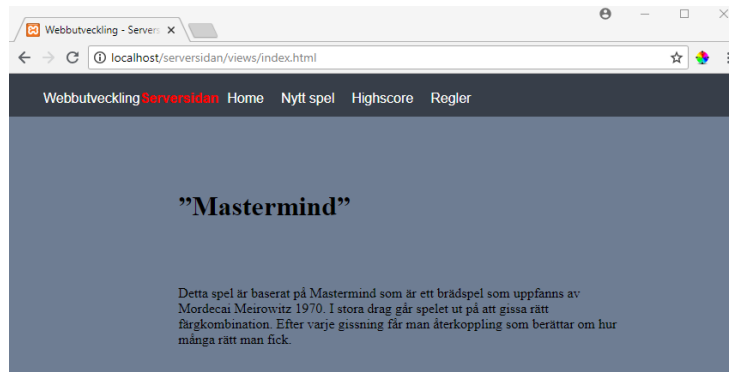 Webbutveckling - Servers
localhost/serversidan/views/index.html
WebbutvecklingServersidan Home Nytt spel Highscore Regler
”Mastermind”
Detta spel är baserat på Mastermind som är ett brädspel som uppfanns av
Mordecai Meirowitz 1970. I stora drag går spelet ut på att gissa rätt
färgkombination. Efter varje gissning får man återkoppling som berättar om hur
många rätt man fick.